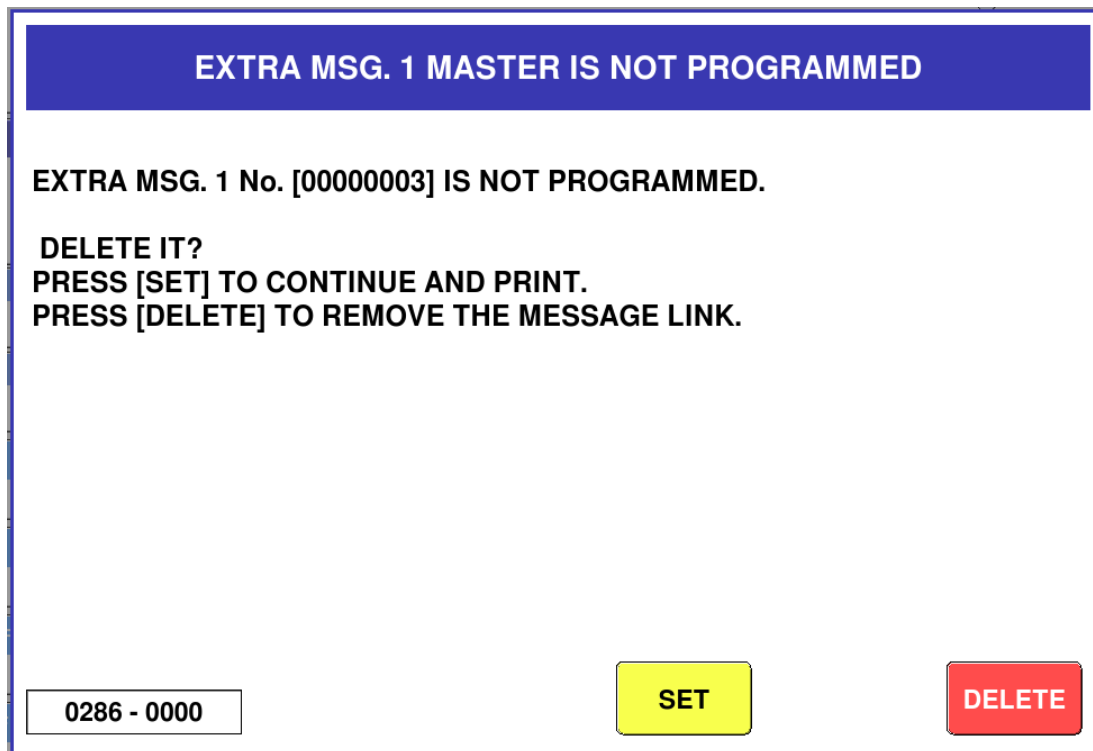 EXTRA MSG. 1 MASTER IS NOT PROGRAMMED
EXTRA MSG. 1 No. [00000003] IS NOT PROGRAMMED.
DELETE IT?
PRESS [SET] TO CONTINUE AND PRINT.
PRESS [DELETE] TO REMOVE THE MESSAGE LINK.
0286 - 0000
SET
DELETE